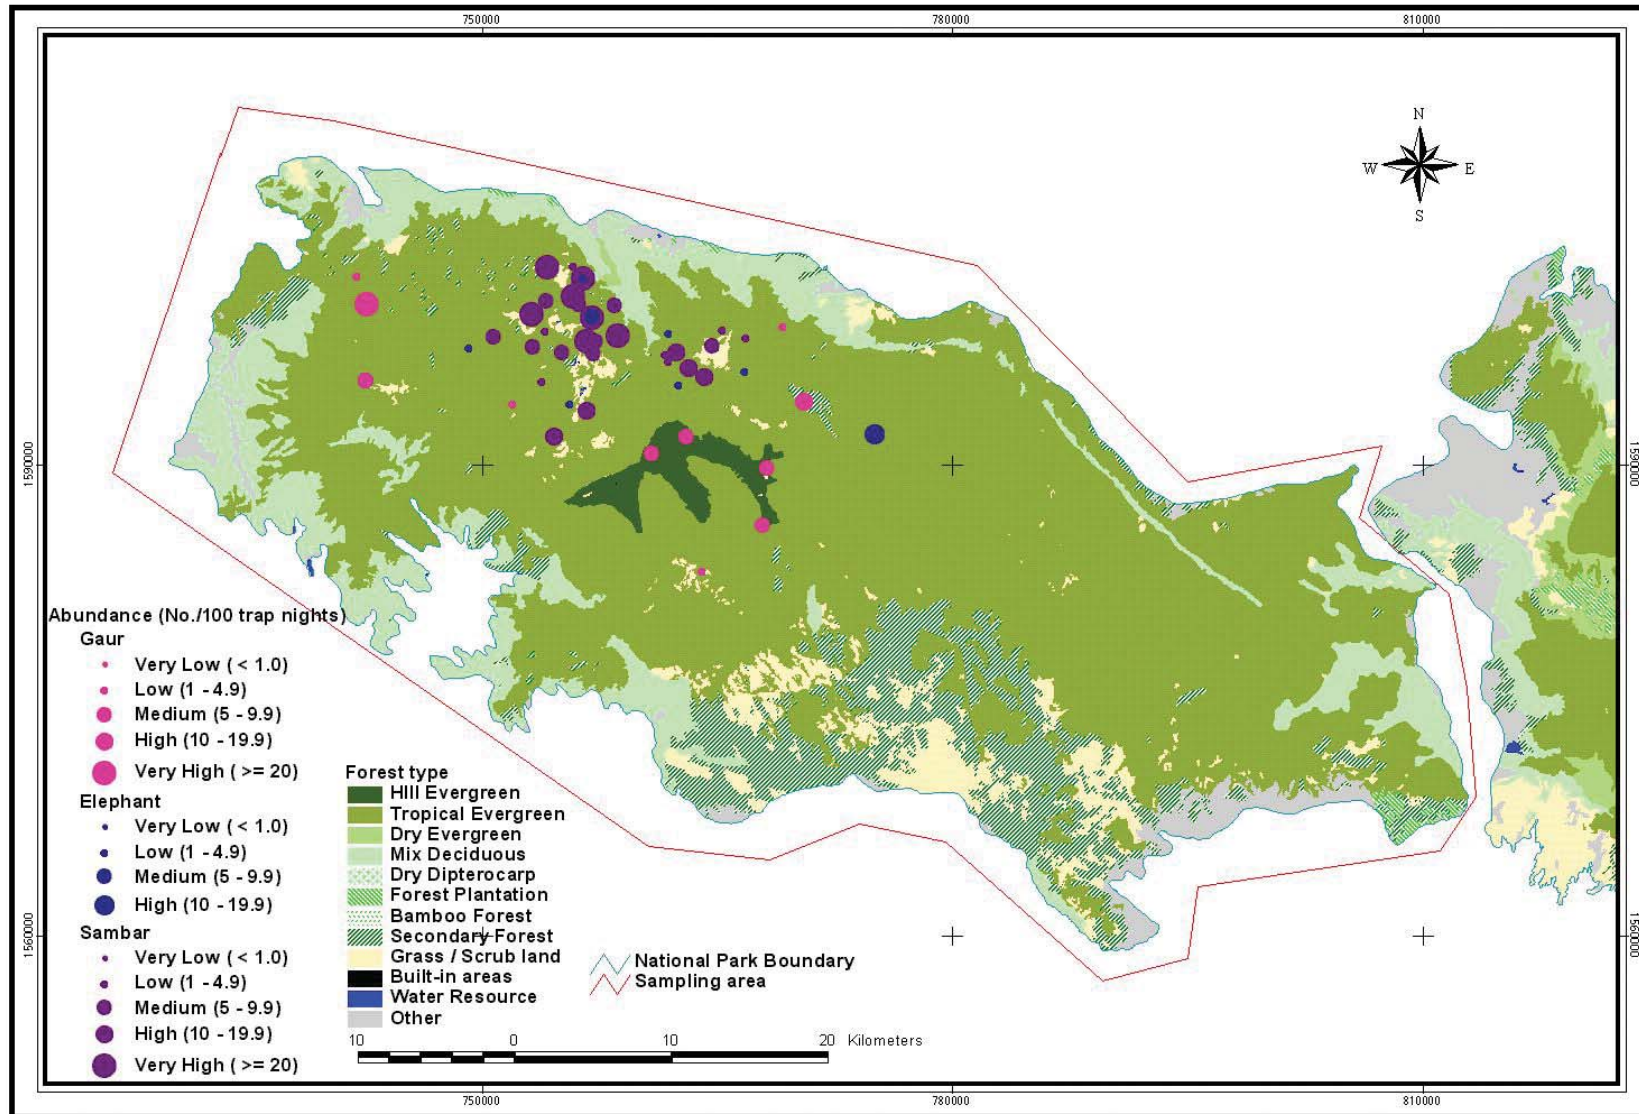 750000
780000
810000
N
W
E
S
1590000
1590000
Abundance (No./100 trap nights)
Gaur
Very Low ( < 1.0)
Low (1 - 4.9)
Medium (5 - 9.9)
High (10 - 19.9)
Very High ( >= 20)
Elephant
Very Low ( < 1.0)
Low (1 - 4.9)
Medium (5 - 9.9)
High (10 - 19.9)
Sambar
Very Low ( < 1.0)
Low (1 - 4.9)
Medium (5 - 9.9)
High (10 - 19.9)
Very High ( >= 20)
Forest type
HIll Evergreen
Tropical Evergreen
Dry Evergreen
Mix Deciduous
Dry Dipterocarp
Forest Plantation
Bamboo Forest
Secondary Forest
Grass / Scrub land
Built-in areas
Water Resource
Other
National Park Boundary
Sampling area
1560000
1560000
10 0 10 20 Kilometers
750000
780000
810000